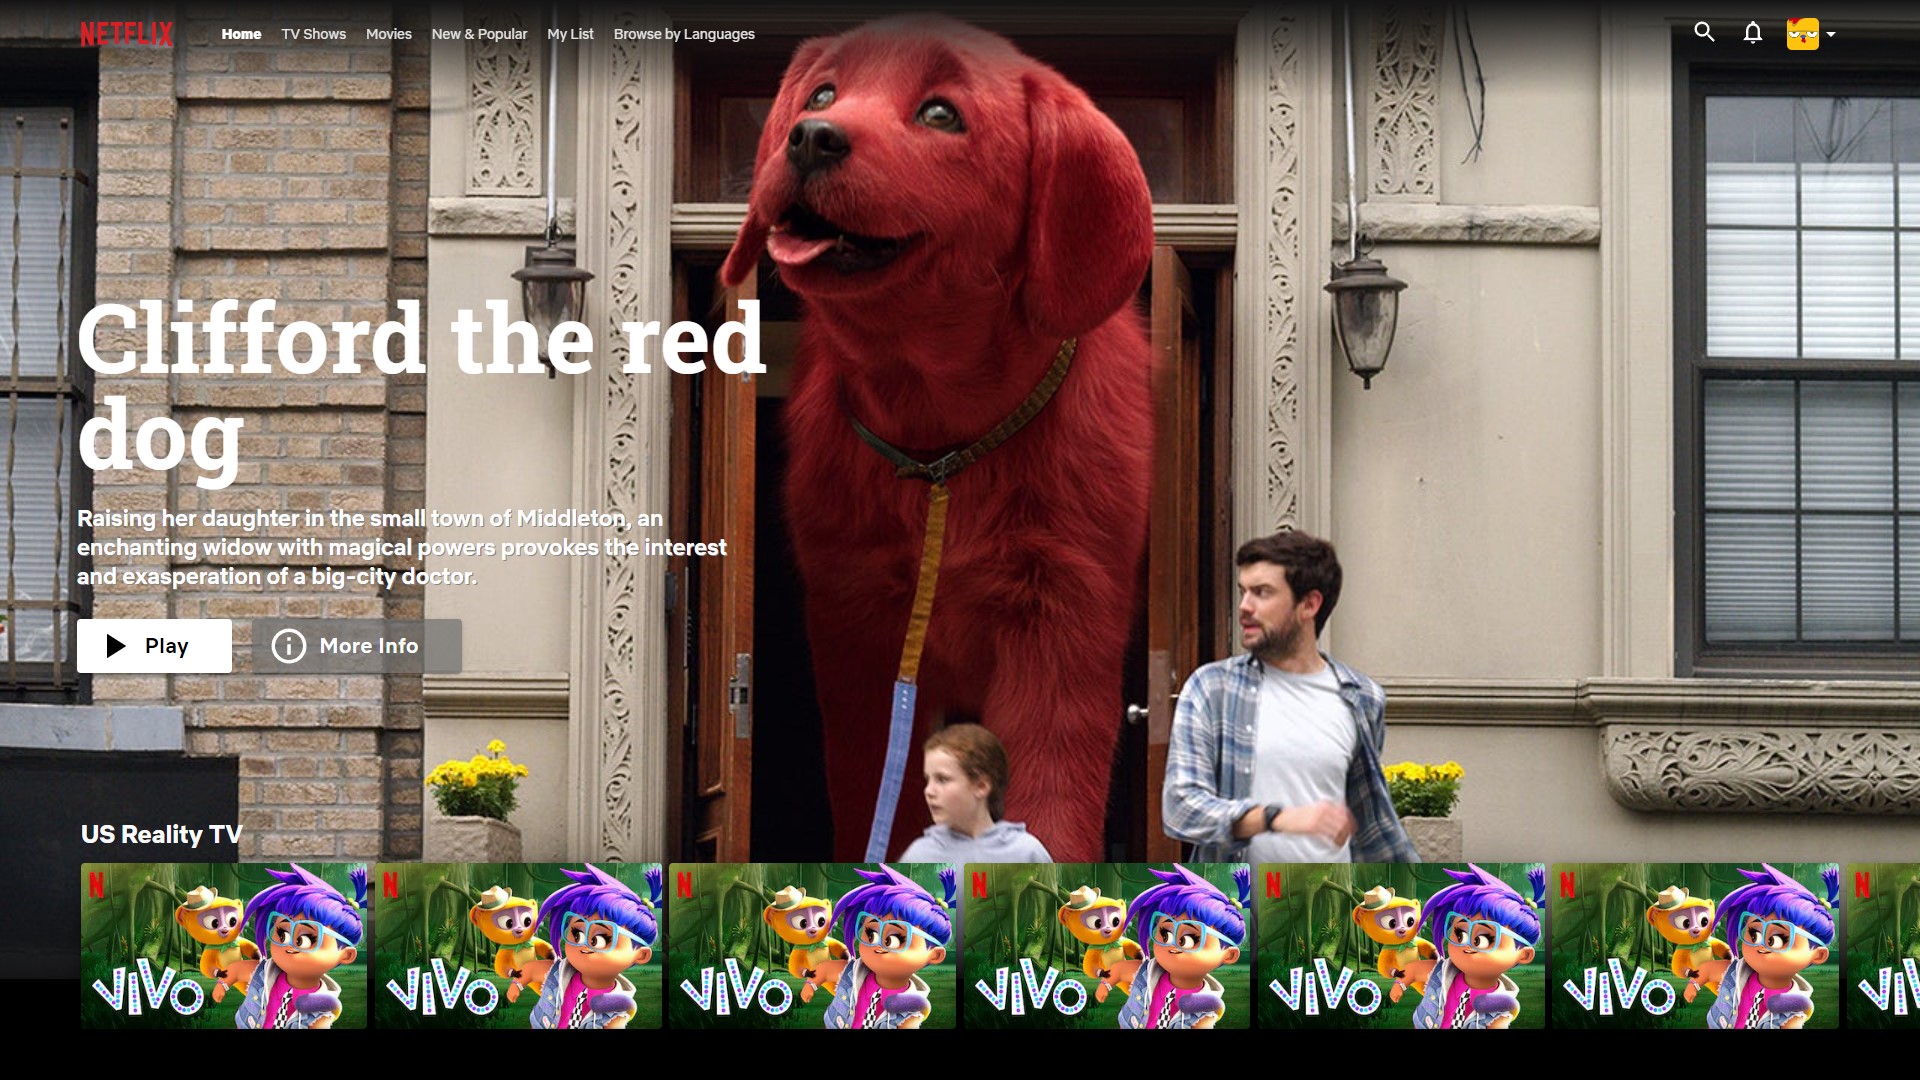 NETFLIX Home TV Shows Movies New & Popular My List Browse by Languages
Clifford the red
dog
Raising her daughter in the small town of Middleton, an
enchanting widow with magical powers provokes the interest
and exasperation of a big-city doctor.
Play More Info
US Reality TV
N N N N N N N
ViVo ViVo ViVo ViVo ViVo ViVo